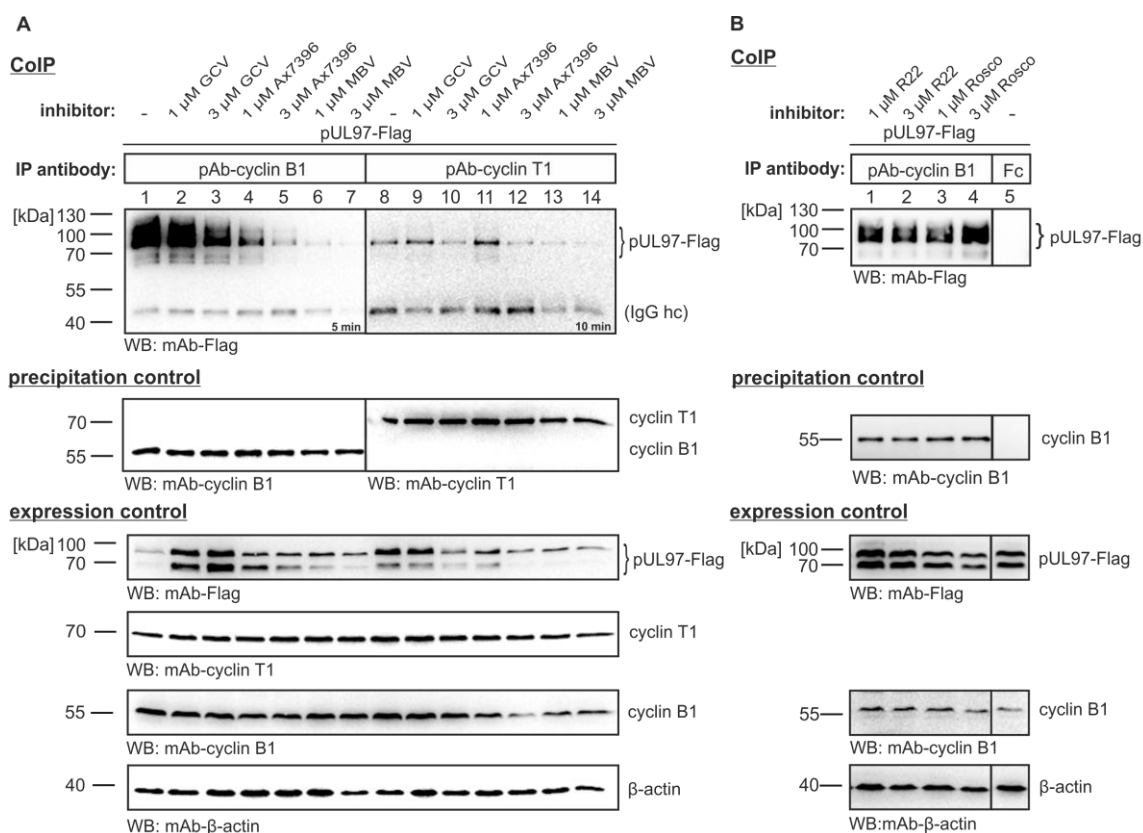 A
CoIP
inhibitor:
- 1 µM GCV 3 µM GCV 1 µM Ax7396 3 µM Ax7396 1 µM MBV 3 µM MBV - 1 µM GCV 3 µM GCV 1 µM Ax7396 3 µM Ax7396 1 µM MBV 3 µM MBV
pUL97-Flag
IP antibody: pAb-cyclin B1 pAb-cyclin T1
1 2 3 4 5 6 7 8 9 10 11 12 13 14
[kDa]
130
100
70
55
40
pUL97-Flag
(IgG hc)
5 min
10 min
WB: mAb-Flag
precipitation control
70
55
cyclin T1
cyclin B1
WB: mAb-cyclin B1 WB: mAb-cyclin T1
expression control
[kDa]
100
70
pUL97-Flag
WB: mAb-Flag
70
cyclin T1
WB: mAb-cyclin T1
55
cyclin B1
WB: mAb-cyclin B1
40
β-actin
WB: mAb-β-actin
B
CoIP
inhibitor:
1 µM R22 3 µM R22 1 µM Rosco 3 µM Rosco -
pUL97-Flag
IP antibody: pAb-cyclin B1 Fc
1 2 3 4 5
[kDa]
130
100
70
pUL97-Flag
WB: mAb-Flag
precipitation control
55
cyclin B1
WB: mAb-cyclin B1
expression control
[kDa]
100
70
pUL97-Flag
WB: mAb-Flag
55
cyclin B1
WB: mAb-cyclin B1
40
β-actin
WB:mAb-β-actin